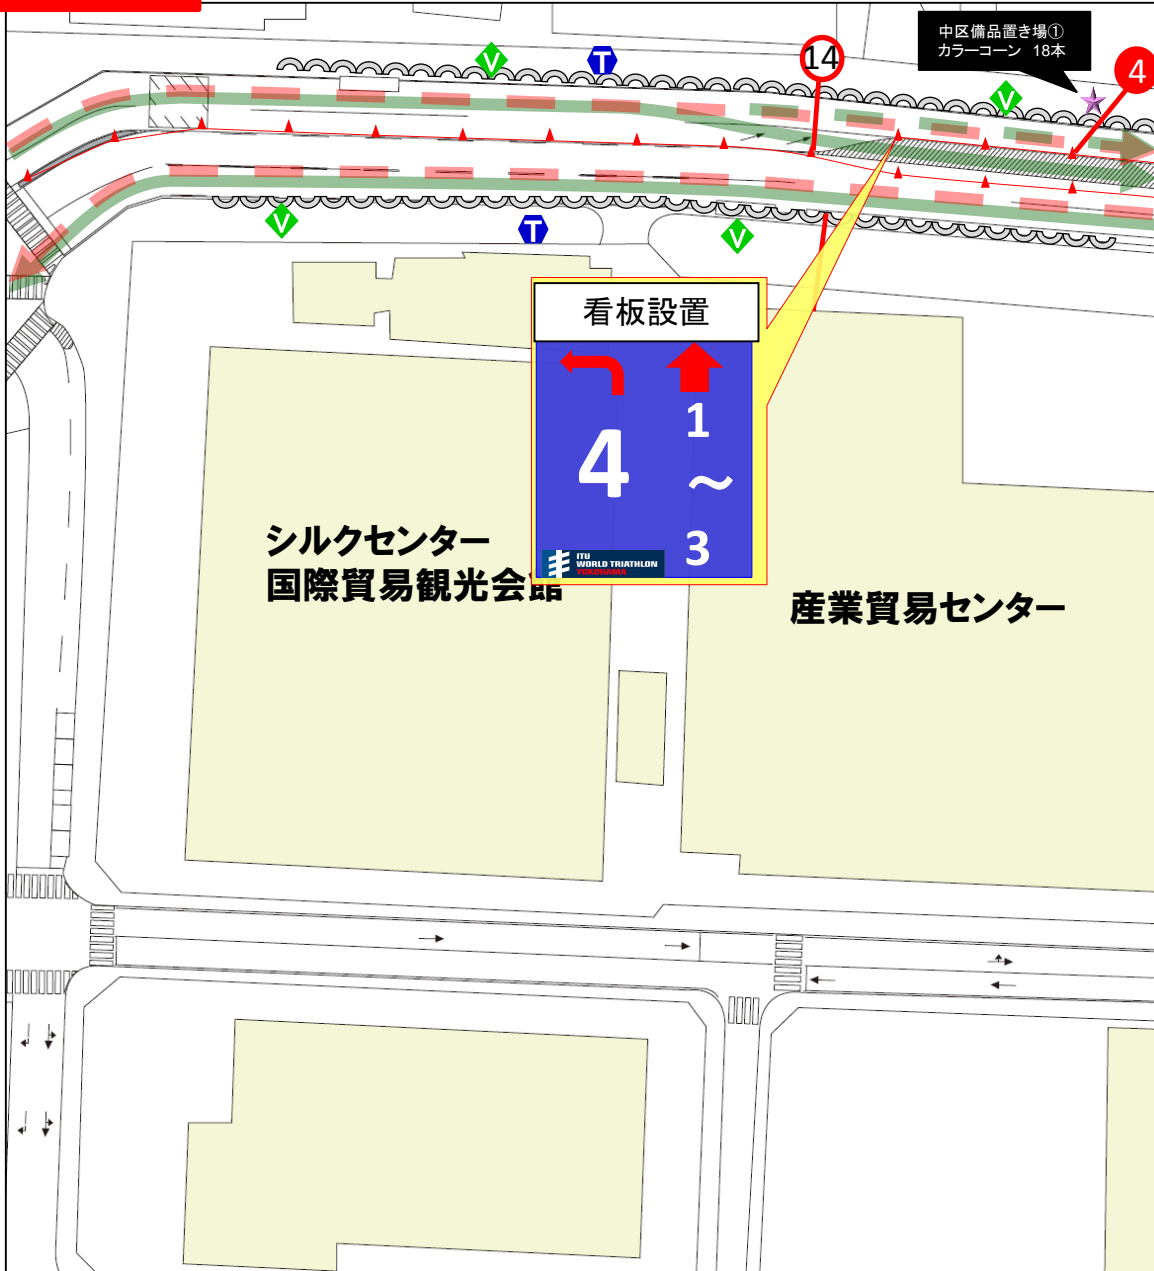 中区備品置き場①
カラーコーン 18本
V
T
14
V
4
V
T
V
看板設置
4
1
～
3
ITU
WORLD TRIATHLON
YOKOHAMA
シルクセンター
国際貿易観光会館
産業貿易センター